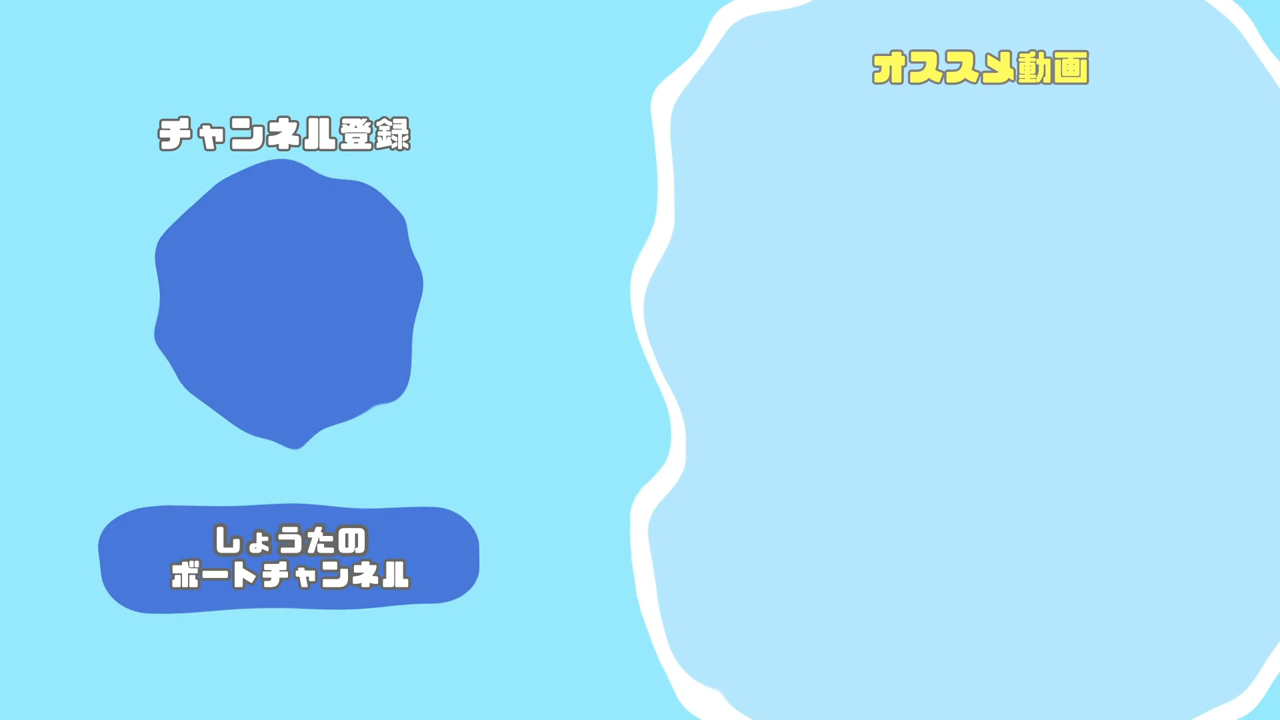 チャンネル登録
しょうたの
ボートチャンネル
オススメ動画